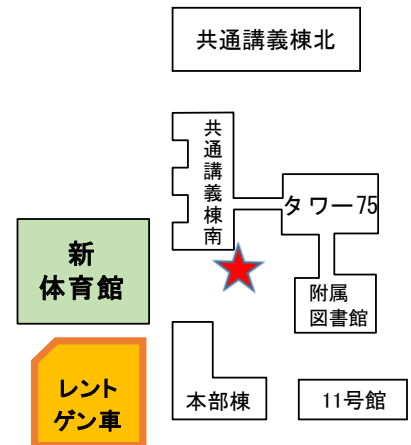 共通講義棟北
共通講義棟南
タワー75
新
体育館
附属
図書館
レント
ゲン車
本部棟
11号館